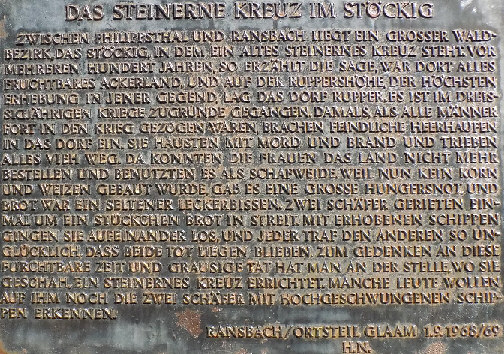 DAS STEINERNE KREUZ IM STÖCKIG
ZWISCHEN PHILIPPSTHAL UND RANSBACH LIEGT EIN GROSSER WALD-
BEZIRK, DAS STÖCKIG, IN DEM EIN ALTES STEINERNES KREUZ STEHT. VOR
MEHREREN HUNDERT JAHREN, SO ERZÄHLT DIE SAGE, WAR DORT ALLES
FRUCHTBARES ACKERLAND, UND AUF DER RUPPERSHÖHE, DER HÖCHSTEN
ERHEBUNG IN JENER GEGEND, LAG DAS DORF RUPPER. ES IST IM DREIS-
SIGJÄHRIGEN KRIEGE ZUGRUNDE GEGANGEN. DAMALS, ALS ALLE MÄNNER
FORT IN DEN KRIEG GEZOGEN WAREN, BRACHEN FEINDLICHE HEERHAUFEN
IN DAS DORF EIN. SIE HAUSTEN MIT MORD UND BRAND UND TRIEBEN
ALLES VIEH WEG. DA KONNTEN DIE FRAUEN DAS LAND NICHT MEHR
BESTELLEN UND BENUTZTEN ES ALS SCHAFWEIDE. WEIL NUN KEIN KORN
UND WEIZEN GEBAUT WURDE, GAB ES EINE GROSSE HUNGERSNOT UND
BROT WAR EIN SELTENER LECKERBISSEN. ZWEI SCHÄFER GERIETEN EIN-
MAL UM EIN STÜCKCHEN BROT IN STREIT. MIT ERHOBENEN SCHIPPEN
GINGEN SIE AUFEINANDER LOS, UND JEDER TRAF DEN ANDEREN SO UN-
GLÜCKLICH, DASS BEIDE TOT LIEGEN BLIEBEN. ZUM GEDENKEN AN DIESE
FURCHTBARE ZEIT UND GRAUSIGE TAT HAT MAN AN DER STELLE, WO SIE
GESCHAH, EIN STEINERNES KREUZ ERRICHTET. MANCHE LEUTE WOLLEN
AUF IHM NOCH DIE ZWEI SCHÄFER MIT HOCHGESCHWUNGENEN SCHIP-
PEN ERKENNEN.
RANSBACH/ORTSTEIL GLAAM 1.9.1968/69
H.N.